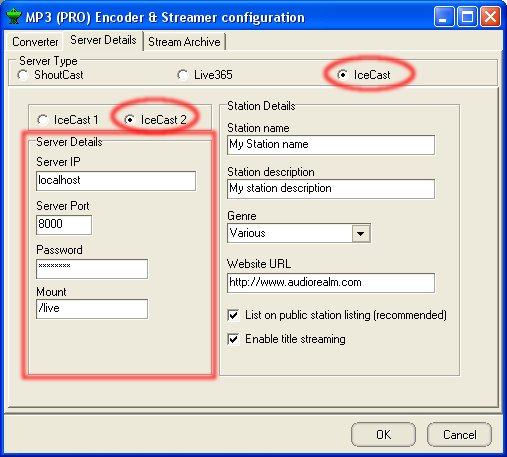 MP3 (PRO) Encoder & Streamer configuration
Converter Server Details Stream Archive
Server Type
ShoutCast Live365 IceCast
IceCast 1 IceCast 2
Server Details
Server IP
localhost
Server Port
8000
Password
********
Mount
/live
Station Details
Station name
My Station name
Station description
My station description
Genre
Various
Website URL
http://www.audiorealm.com
List on public station listing (recommended)
Enable title streaming
OK Cancel